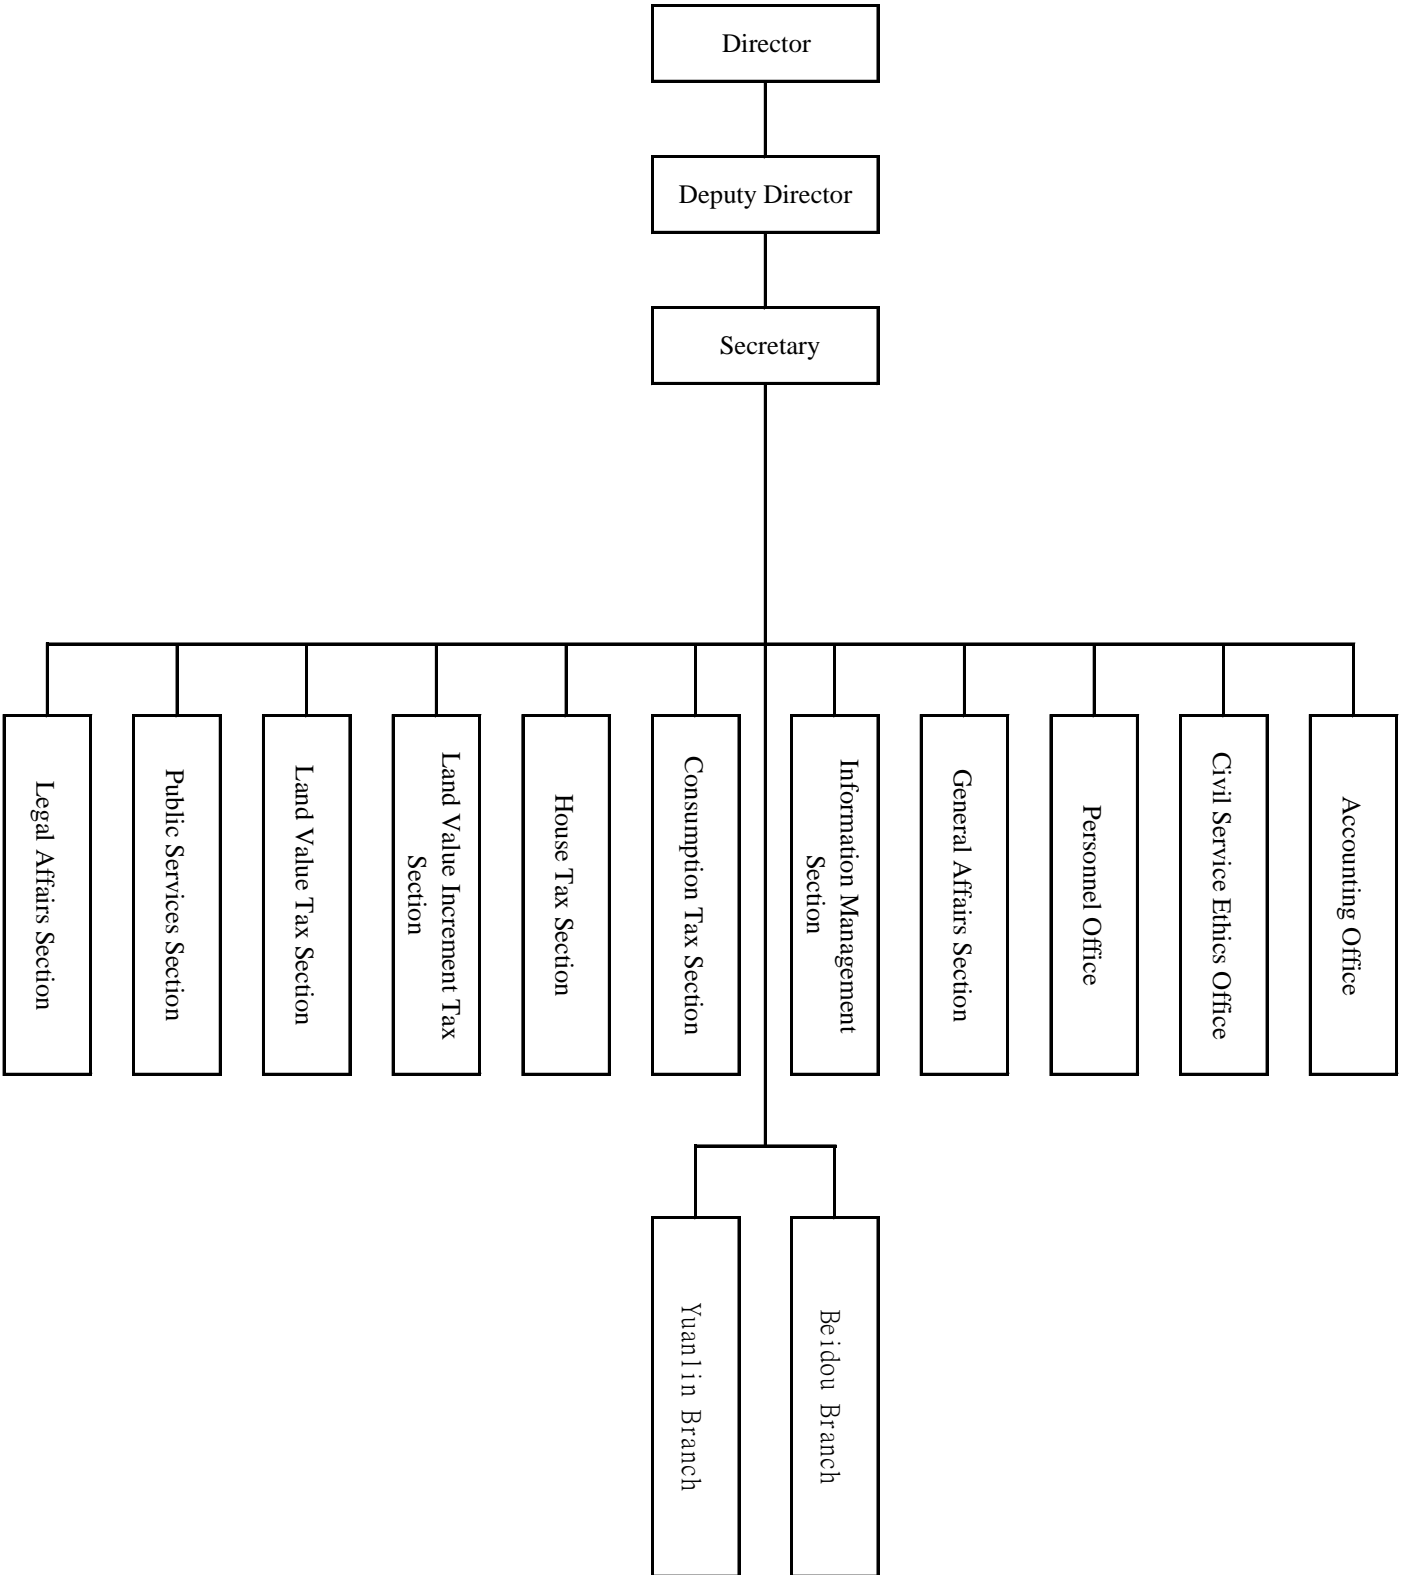 Director
Deputy Director
Secretary
Legal Affairs Section
Public Services Section
Land Value Tax Section
Land Value Increment Tax
Section
House Tax Section
Consumption Tax Section
Information Management
Section
General Affairs Section
Personnel Office
Civil Service Ethics Office
Accounting Office
Yuanlin Branch
Beidou Branch